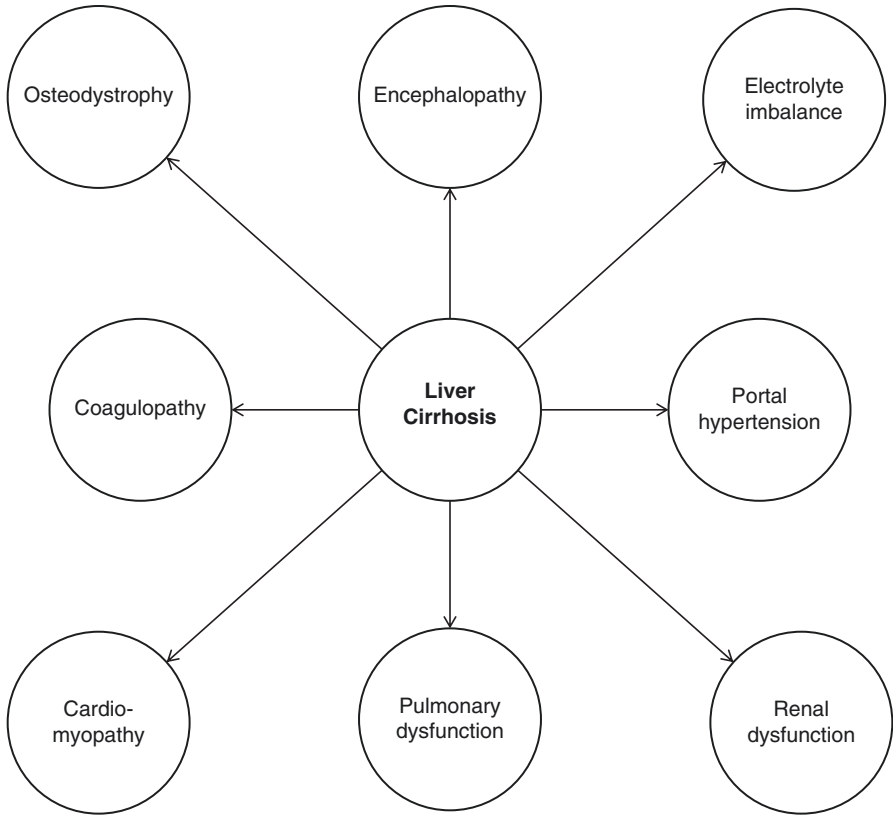 Osteodystrophy
Encephalopathy
Electrolyte
imbalance
Coagulopathy
Liver
Cirrhosis
Portal
hypertension
Cardio-
myopathy
Pulmonary
dysfunction
Renal
dysfunction